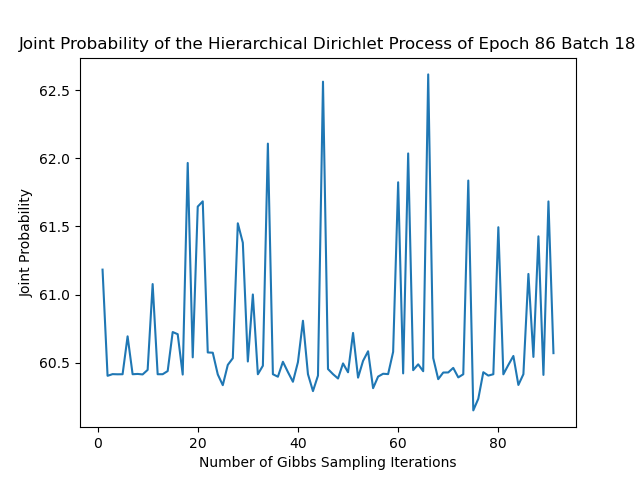 Joint Probability of the Hierarchical Dirichlet Process of Epoch 86 Batch 18
62.5
62.0
61.5
61.0
60.5
Joint Probability
0 20 40 60 80
Number of Gibbs Sampling Iterations